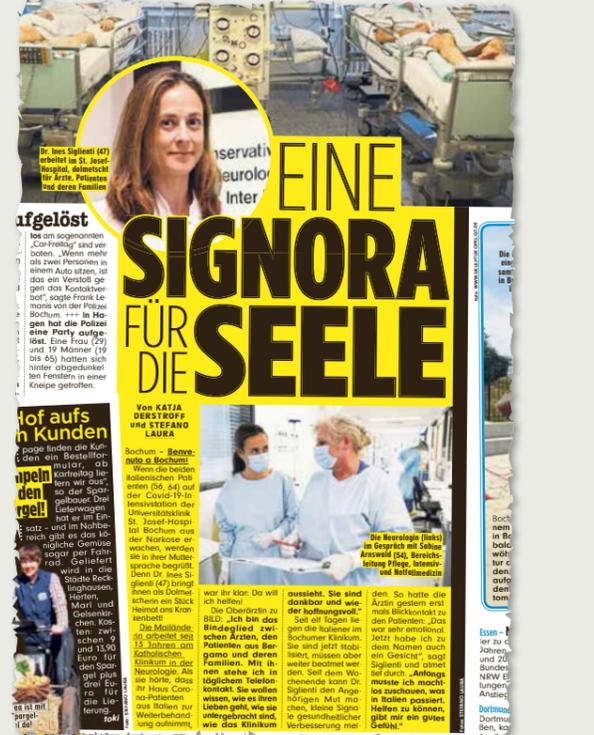 Dr. Ines Siglienti (47)
arbeitet im St. Josef-
Hospital, dolmetscht
für Ärzte, Patienten
und deren Familien
nservativ
eurolo
Inter
EINE
SIGNORA
FÜR
DIE
SEELE
ufgelöst
tos am sogenannten
„Car-Freitag" sind ver-
boten. „Wenn mehr
als zwei Personen in
einem Auto sitzen, ist
das ein Verstoß ge-
gen das Kontaktver-
bot", sagte Frank Le-
manis von der Polizei
Bochum. +++ In Ha-
gen hat die Polizei
eine Party aufge-
löst. Eine Frau (29)
und 19 Männer (19
bis 65) hatten sich
hinter abgedunkel-
ten Fenstern in einer
Kneipe getroffen.
Hof aufs
n Kunden
page finden die Kun-
den ein Bestellfor-
mular, ab
Karfreitag lie-
fern wir aus",
so der Spar-
gelbauer. Drei
Lieferwagen
hat er im Ein-
satz – und im Nahbe-
reich gibt es das kö-
nigliche Gemüse
sogar per Fahr-
rad. Geliefert
wird in die
Städte Reck-
linghausen,
Herten,
Marl und
Gelsenkir-
chen. Kos-
ten: zwi-
schen 9
und 13,90
Euro für
den Spar-
gel plus
drei Eu-
ro für
die Lie-
ferung.
toki
mpeln
den
rgel!
Von KATJA
DERSTROFF
und STEFANO
LAURA
Bochum – Benve-
nuto a Bochum!
Wenn die beiden
italienischen Pati-
enten (56, 64) auf
der Covid-19-In-
tensivstation der
Universitätsklinik
St. Josef-Hospi-
tal Bochum aus
der Narkose er-
wachen, werden
sie in ihrer Mutter-
sprache begrüßt.
Denn Dr. Ines Si-
glienti (47) bietet
ihnen als Dolmet-
scherin ein Stück
Heimat ans Kran-
kenbett!
Die Mailände-
rin arbeitet seit
15 Jahren am
Katholischen
Klinikum in der
Neurologie. Als
sie hörte, dass
ihr Haus Coro-
na-Patienten
aus Italien zur
Weiterbehand-
lung aufnimmt,
Die Neurologin (links)
im Gespräch mit Sabine
Arnswald (54), Bereichs-
leitung Pflege, Intensiv-
und Notfallmedizin
war ihr klar: Da will
ich helfen!
Die Oberärztin zu
BILD: „Ich bin das
Bindeglied zwi-
schen Ärzten, den
Patienten aus Ber-
gamo und deren
Familien. Mit ih-
nen stehe ich in
täglichem Telefon-
kontakt. Sie wollen
wissen, wie es ihren
Lieben geht, wie sie
untergebracht sind,
wie das Klinikum
aussieht. Sie sind
dankbar und wie-
der hoffnungsvoll."
Seit elf Tagen lie-
gen die Italiener im
Bochumer Klinikum.
Sie sind jetzt stabi-
lisiert, müssen aber
weiter beatmet wer-
den. Seit dem Wo-
chenende kann Dr.
Siglienti den Ange-
hörigen Mut ma-
chen, kleine Signa-
le gesundheitlicher
Verbesserung mel-
den. So hatte die
Ärztin gestern erst-
mals Blickkontakt zu
den Patienten: „Das
war sehr emotional.
Jetzt habe ich zu
dem Namen auch
ein Gesicht", sagt
Siglienti und atmet
tief durch. „Anfangs
musste ich macht-
los zuschauen, was
in Italien passiert.
Helfen zu können,
gibt mir ein gutes
Gefühl."
Essen –
Dortmund